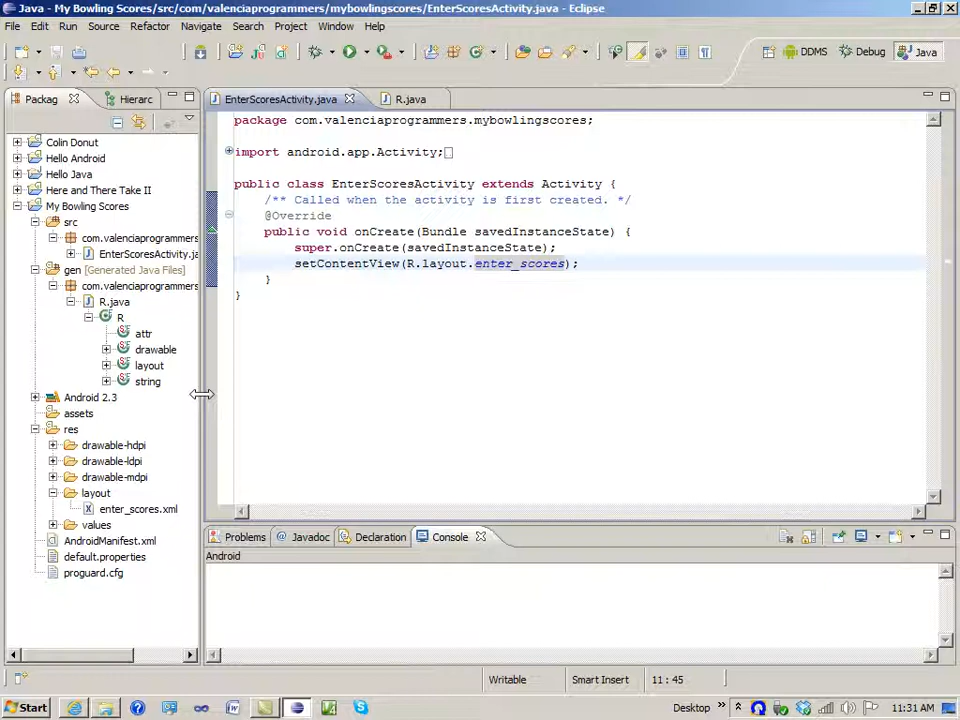 Java - My Bowling Scores/src/com/valenciaprogrammers/mybowlingscores/EnterScoresActivity.java - Eclipse
File Edit Run Source Refactor Navigate Search Project Window Help
DDMS Debug Java
Packag Hierarc
EnterScoresActivity.java R.java
Colin Donut
Hello Android
Hello Java
Here and There Take II
My Bowling Scores
src
com.valenciaprogrammers
EnterScoresActivity.ja
gen [Generated Java Files]
com.valenciaprogrammers
R.java
R
attr
drawable
layout
string
Android 2.3
assets
res
drawable-hdpi
drawable-ldpi
drawable-mdpi
layout
enter_scores.xml
values
AndroidManifest.xml
default.properties
proguard.cfg
package com.valenciaprogrammers.mybowlingscores;
import android.app.Activity;
public class EnterScoresActivity extends Activity {
/** Called when the activity is first created. */
@Override
public void onCreate(Bundle savedInstanceState) {
super.onCreate(savedInstanceState);
setContentView(R.layout.enter_scores);
}
}
Problems Javadoc Declaration Console
Android
Writable Smart Insert 11 : 45
Start Desktop 11:31 AM